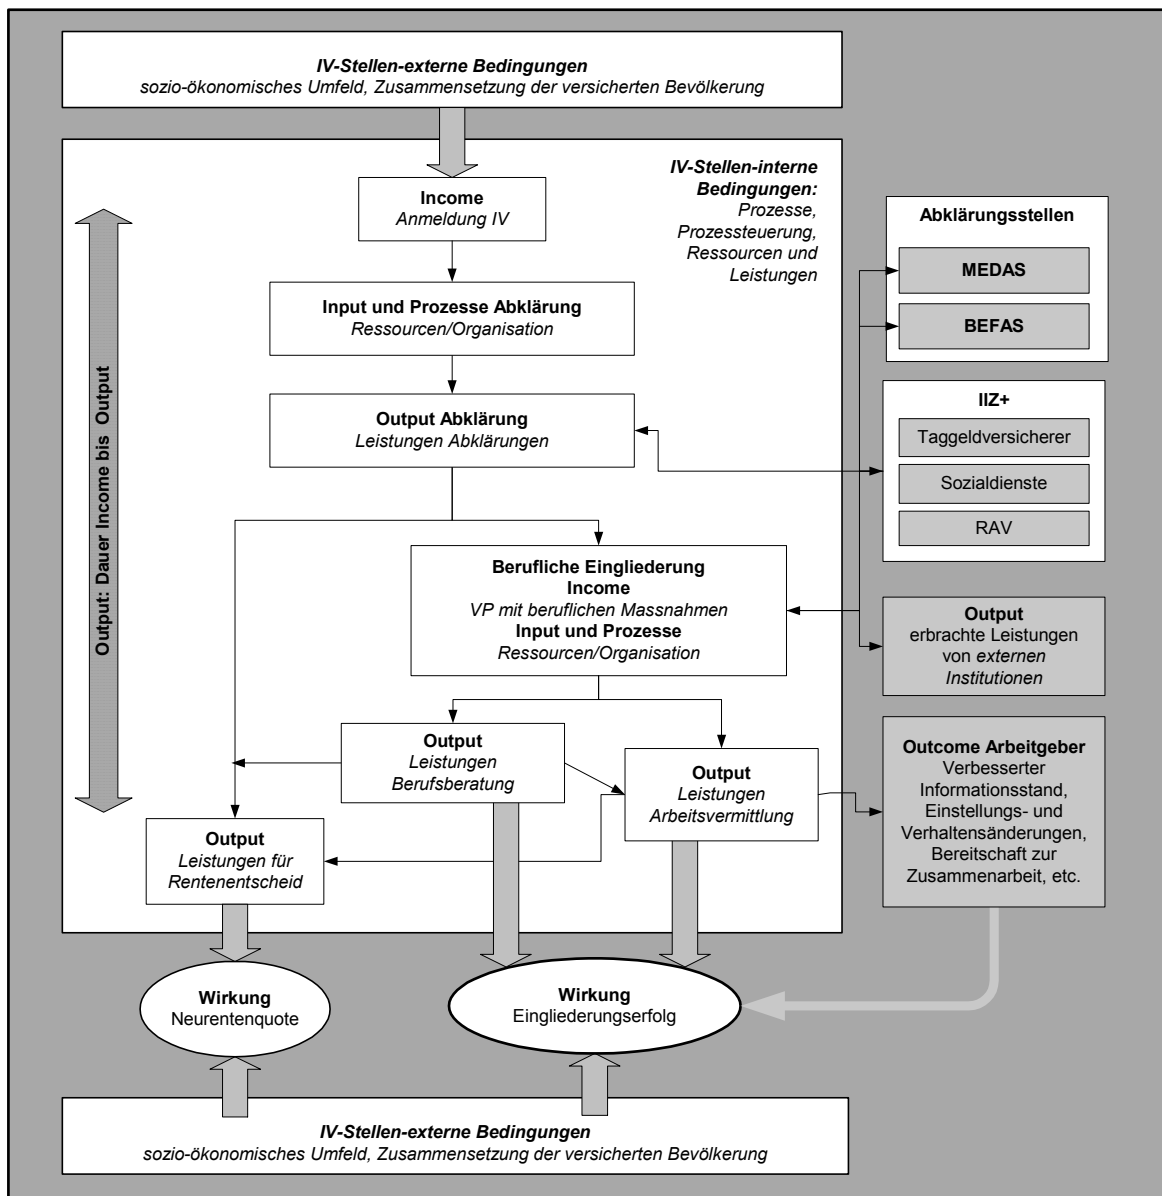 IV-Stellen-externe Bedingungen
sozio-ökonomisches Umfeld, Zusammensetzung der versicherten Bevölkerung
IV-Stellen-interne
Bedingungen:
Prozesse,
Prozessteuerung,
Ressourcen und
Leistungen
Income
Anmeldung IV
Input und Prozesse Abklärung
Ressourcen/Organisation
Output Abklärung
Leistungen Abklärungen
Output: Dauer Income bis Output
Berufliche Eingliederung
Income
VP mit beruflichen Massnahmen
Input und Prozesse
Ressourcen/Organisation
Output
Leistungen
Berufsberatung
Output
Leistungen
Arbeitsvermittlung
Output
Leistungen für
Rentenentscheid
Abklärungsstellen
MEDAS
BEFAS
IIZ+
Taggeldversicherer
Sozialdienste
RAV
Output
erbrachte Leistungen
von externen
Institutionen
Outcome Arbeitgeber
Verbesserter
Informationsstand,
Einstellungs- und
Verhaltensänderungen,
Bereitschaft zur
Zusammenarbeit, etc.
Wirkung
Neurentenquote
Wirkung
Eingliederungserfolg
IV-Stellen-externe Bedingungen
sozio-ökonomisches Umfeld, Zusammensetzung der versicherten Bevölkerung